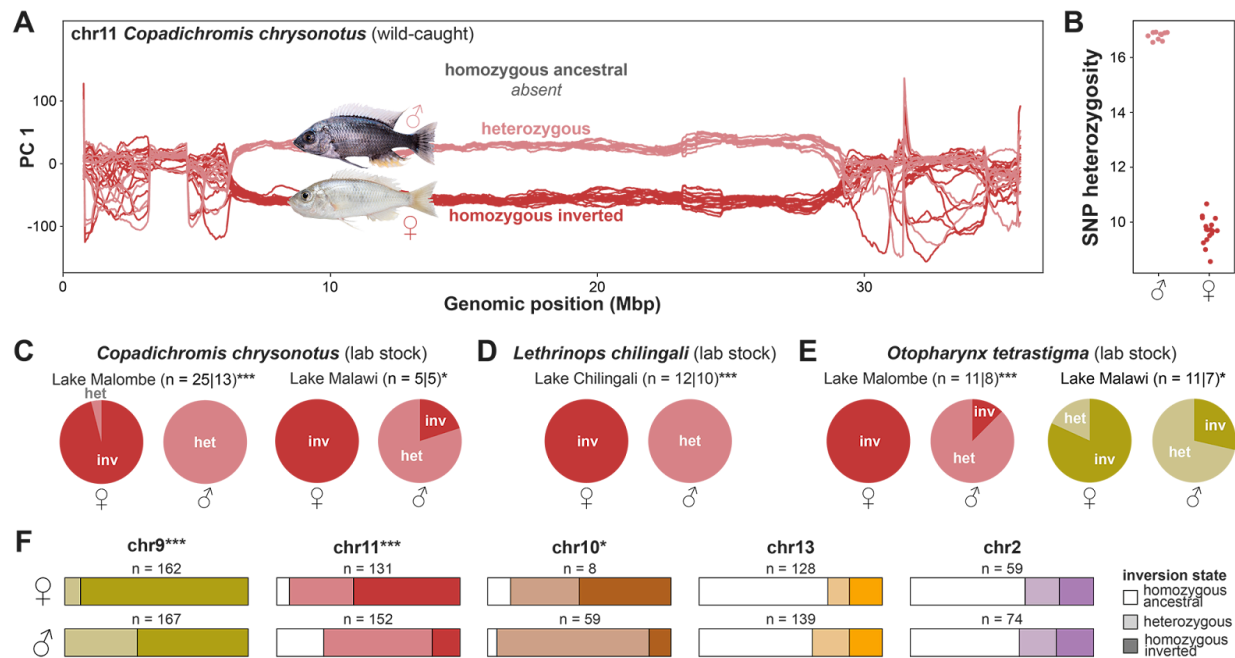 A
chr11 Copadichromis chrysonotus (wild-caught)
homozygous ancestral
absent
♂
heterozygous
♀
homozygous inverted
PC 1
100
0
-100
0
10
20
30
Genomic position (Mbp)
B
SNP heterozygosity
16
14
12
10
♂ ♀
C Copadichromis chrysonotus (lab stock)
Lake Malombe (n = 25|13)*** Lake Malawi (n = 5|5)*
het
inv
het
inv
inv
het
♀ ♂ ♀ ♂
D Lethrinops chilingali (lab stock)
Lake Chilingali (n = 12|10)***
inv
het
♀ ♂
E Otopharynx tetrastigma (lab stock)
Lake Malombe (n = 11|8)*** Lake Malawi (n = 11|7)*
inv
inv
het
het
inv
inv
het
♀ ♂ ♀ ♂
F
chr9*** chr11*** chr10* chr13 chr2
♀ n = 162 n = 131 n = 8 n = 128 n = 59
♂ n = 167 n = 152 n = 59 n = 139 n = 74
inversion state
homozygous
ancestral
heterozygous
homozygous
inverted